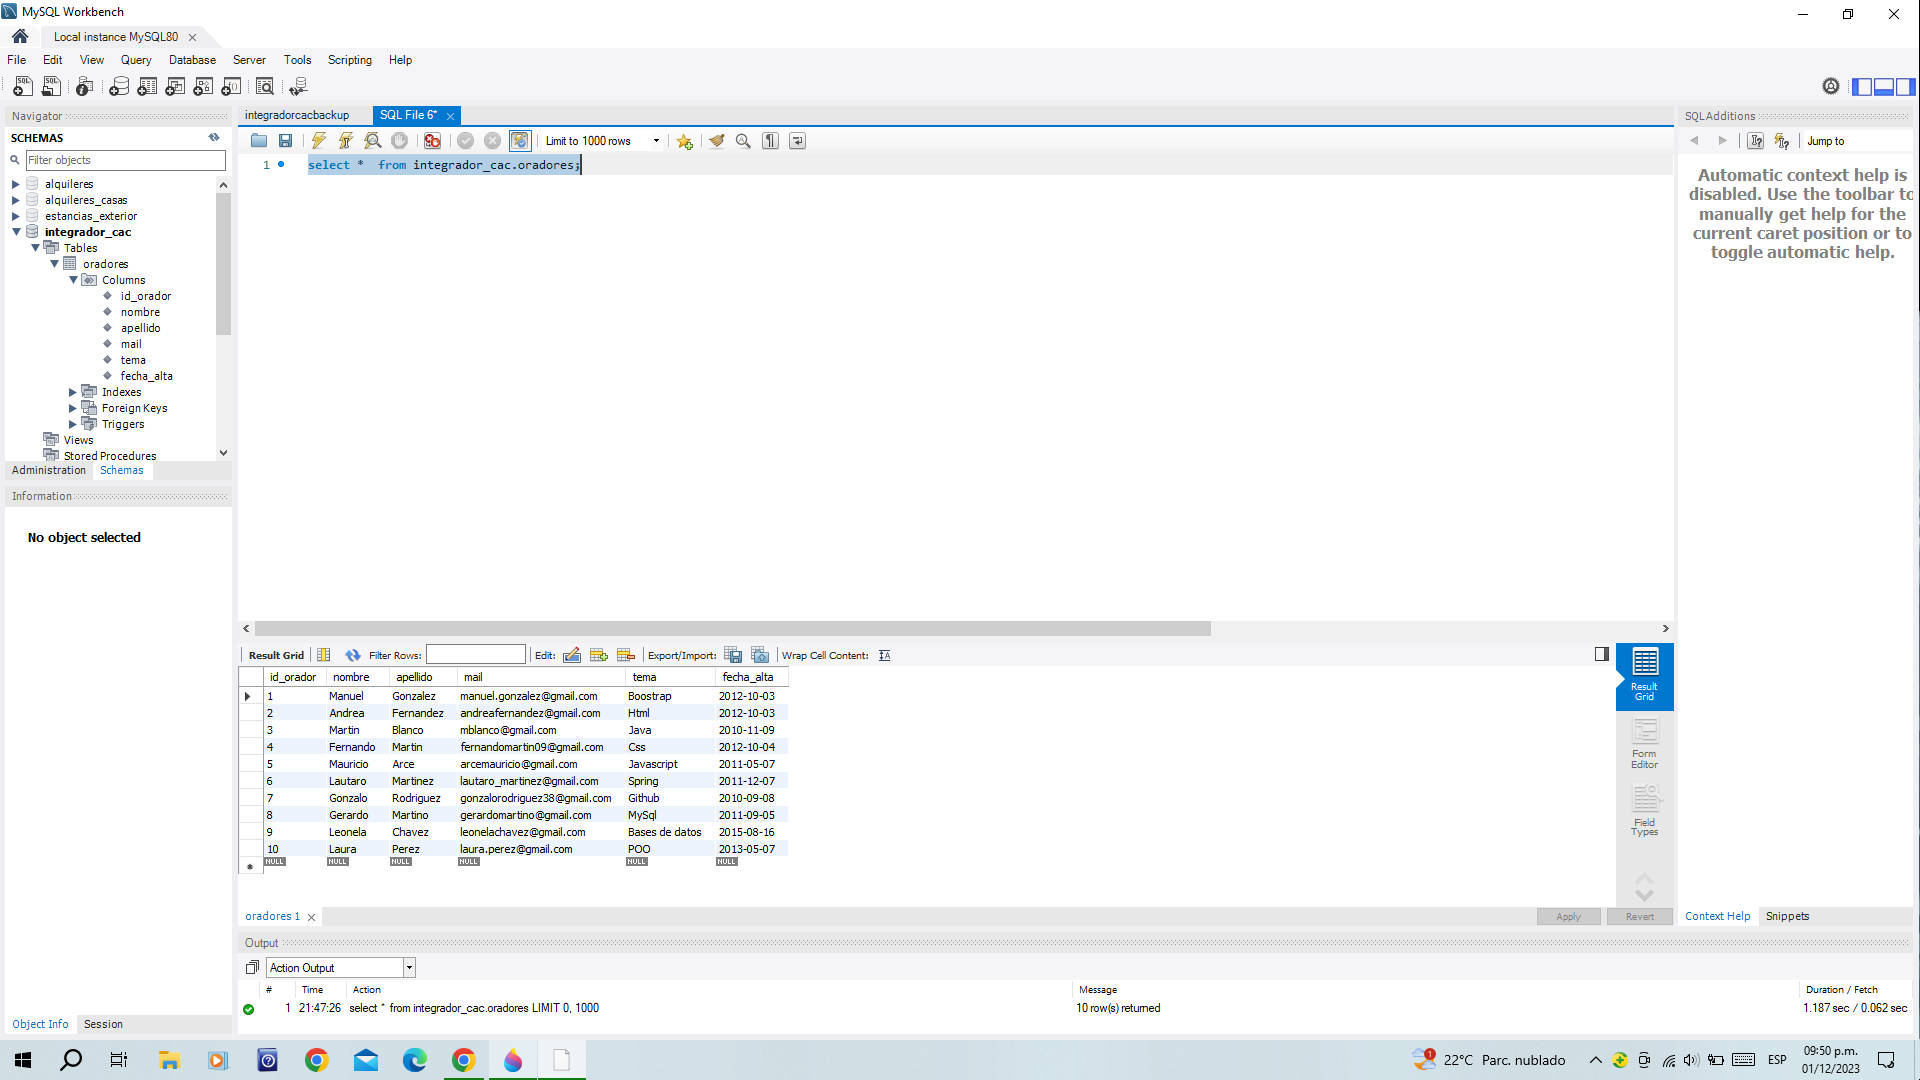 MySQL Workbench
Local instance MySQL80
File Edit View Query Database Server Tools Scripting Help
Navigator
SCHEMAS
Filter objects
alquileres
alquileres_casas
estancias_exterior
integrador_cac
Tables
oradores
Columns
id_orador
nombre
apellido
mail
tema
fecha_alta
Indexes
Foreign Keys
Triggers
Views
Stored Procedures
Administration Schemas
Information
No object selected
Object Info Session
integradorcacbackup SQL File 6*
Limit to 1000 rows
1 select * from integrador_cac.oradores;
SQLAdditions
Jump to
Automatic context help is
disabled. Use the toolbar to
manually get help for the
current caret position or to
toggle automatic help.
Result Grid Filter Rows: Edit: Export/Import: Wrap Cell Content:
id_orador nombre apellido mail tema fecha_alta
1 Manuel Gonzalez manuel.gonzalez@gmail.com Boostrap 2012-10-03
2 Andrea Fernandez andreafernandez@gmail.com Html 2012-10-03
3 Martin Blanco mblanco@gmail.com Java 2010-11-09
4 Fernando Martin fernandomartin09@gmail.com Css 2012-10-04
5 Mauricio Arce arcemauricio@gmail.com Javascript 2011-05-07
6 Lautaro Martinez lautaro_martinez@gmail.com Spring 2011-12-07
7 Gonzalo Rodriguez gonzalorodriguez38@gmail.com Github 2010-09-08
8 Gerardo Martino gerardomartino@gmail.com MySql 2011-09-05
9 Leonela Chavez leonelachavez@gmail.com Bases de datos 2015-08-16
10 Laura Perez laura.perez@gmail.com POO 2013-05-07
NULL NULL NULL NULL NULL NULL
Result
Grid
Form
Editor
Field
Types
oradores 1
Apply Revert
Context Help Snippets
Output
Action Output
# Time Action Message Duration / Fetch
1 21:47:26 select * from integrador_cac.oradores LIMIT 0, 1000 10 row(s) returned 1.187 sec / 0.062 sec
1 22°C Parc. nublado ESP 09:50 p.m.
01/12/2023